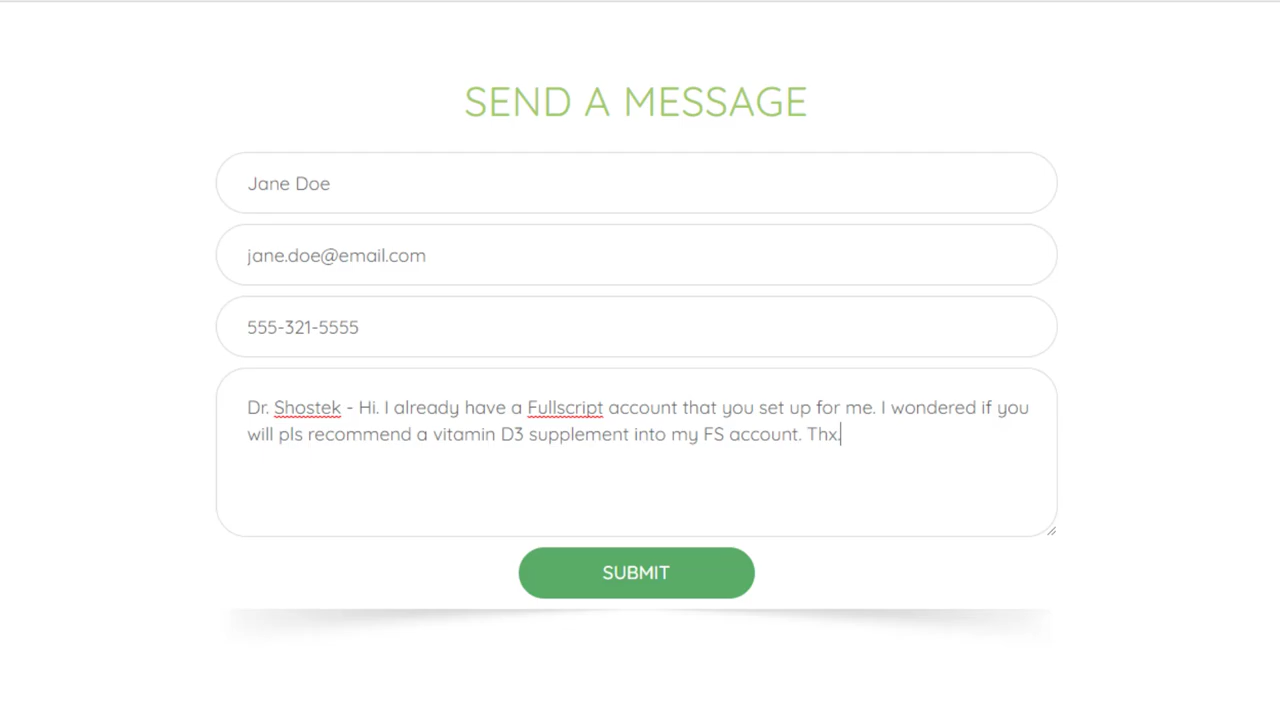 SEND A MESSAGE
Jane Doe
jane.doe@email.com
555-321-5555
Dr. Shostek - Hi. I already have a Fullscript account that you set up for me. I wondered if you
will pls recommend a vitamin D3 supplement into my FS account. Thx.
SUBMIT